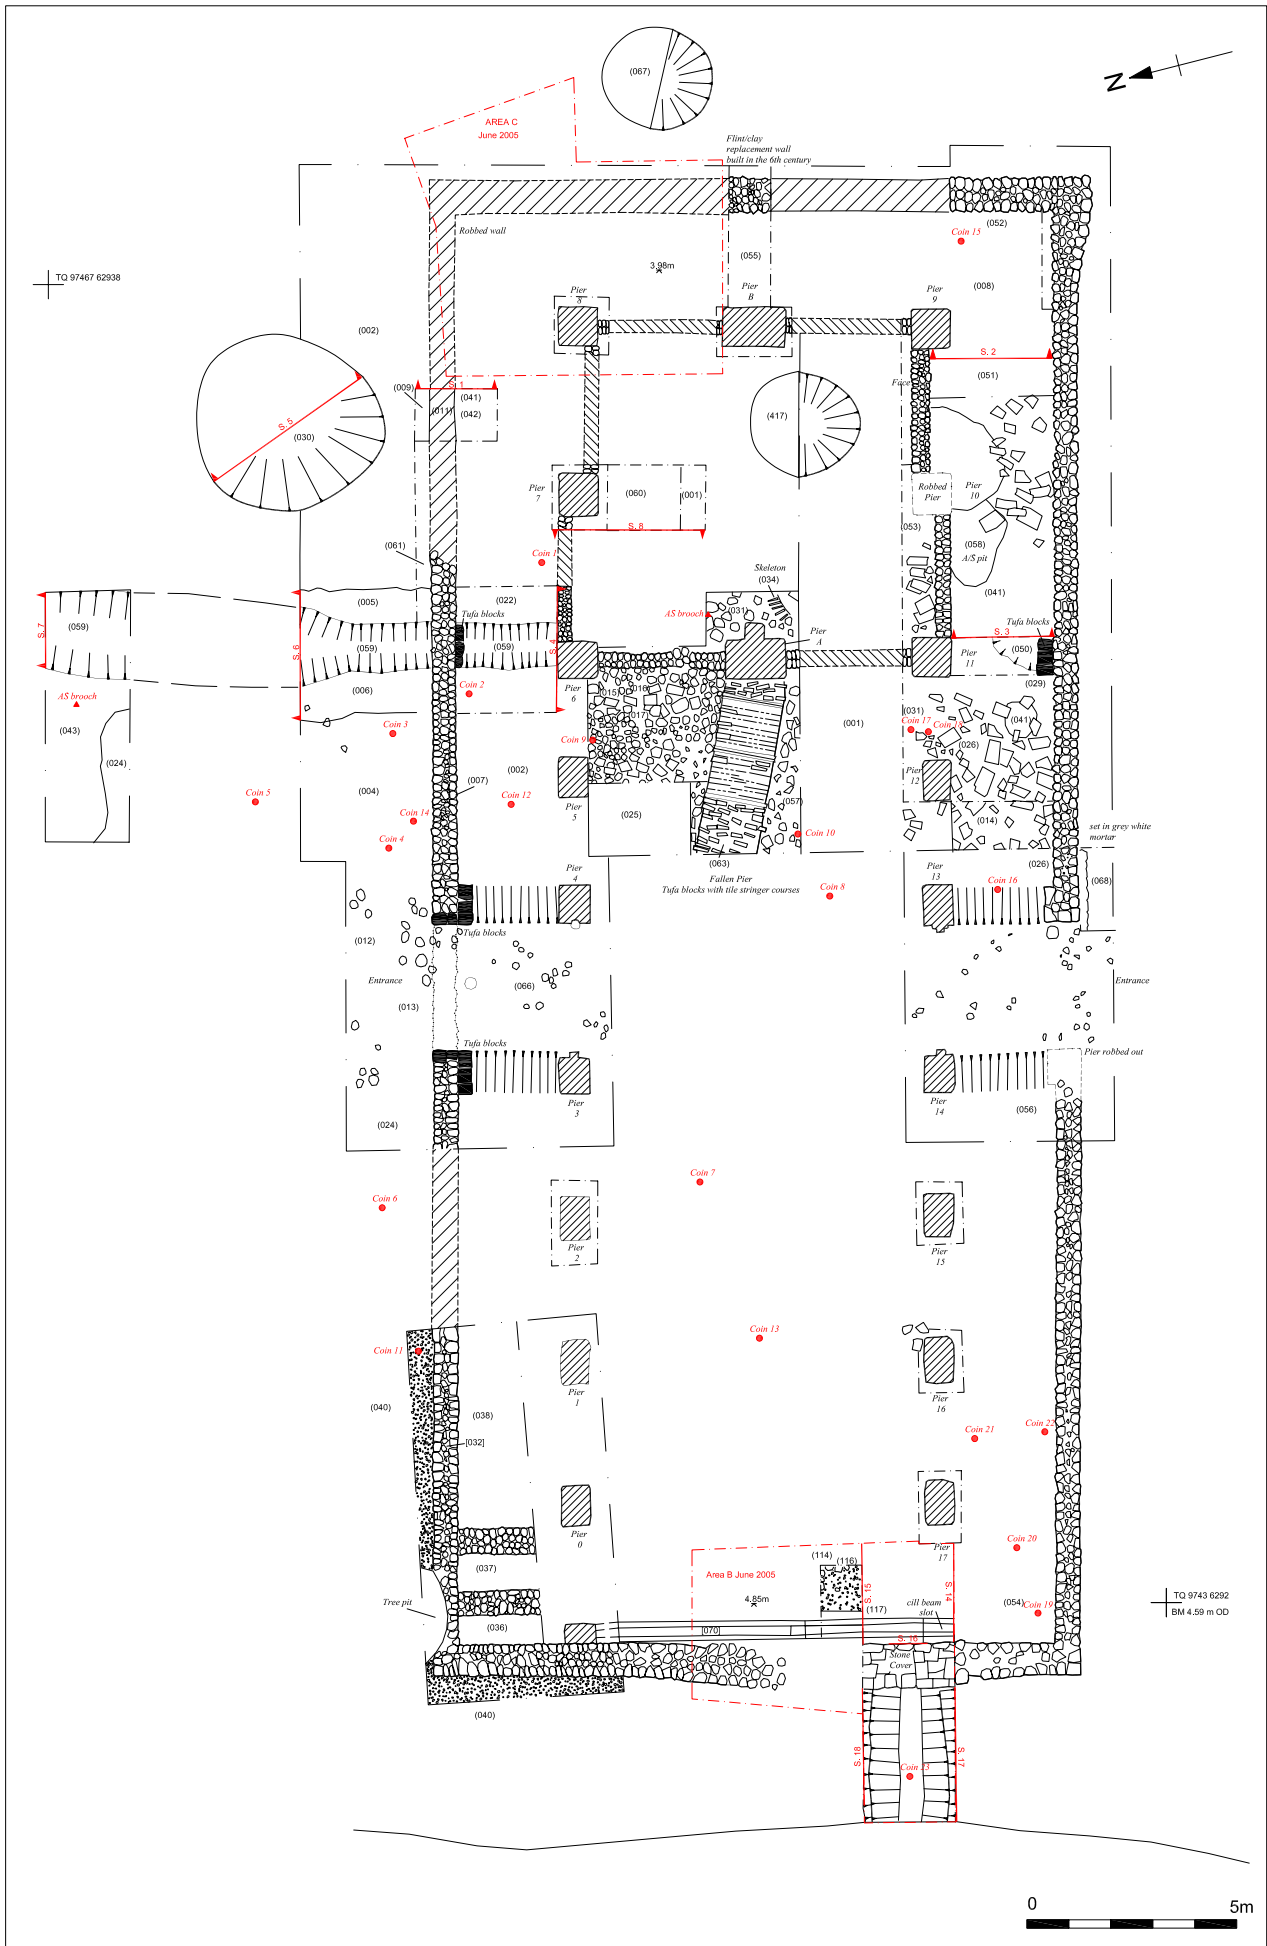 (067)
N
AREA C
June 2005
Flint/clay
replacement wall
built in the 6th century
(052)
Robbed wall
Coin 15
(055)
3.98m
TQ 97467 62938
(008)
Pier
8
Pier
B
Pier
9
(002)
S. 2
(051)
Face
(009)
S. 1
(041)
(011)
(042)
(417)
S. 5
(030)
Pier
7
(060)
(001)
Robbed
Pier
Pier
10
S. 8
(053)
(061)
(058)
A/S pit
Coin 1
Skeleton
(034)
(041)
(005)
(022)
(031)
AS brooch
Tufa blocks
Tufa blocks
S. 7
(059)
S. 6
(059)
(059)
S. 4
Pier
A
S. 3
(050)
Pier
6
Pier
11
(029)
(006)
Coin 2
(015)
(016)
AS brooch
(017)
(031)
(041)
(043)
Coin 3
Coin 9
(001)
Coin 17
Coin 18
(026)
(024)
(002)
(007)
Pier
12
Coin 5
(004)
Coin 12
(057)
Coin 14
Pier
5
(025)
(014)
Coin 10
set in grey white
mortar
Coin 4
(063)
(026)
Pier
4
Fallen Pier
Tufa blocks with tile stringer courses
Pier
13
(068)
Coin 8
Coin 16
(012)
Tufa blocks
Entrance
(066)
Entrance
(013)
Tufa blocks
Pier robbed out
Pier
3
Pier
14
(056)
(024)
Coin 7
Coin 6
Pier
2
Pier
15
Coin 13
Coin 11
Pier
1
Pier
16
(040)
(038)
Coin 22
Coin 21
[032]
Pier
0
Coin 20
Pier
17
(114)
(116)
(037)
Area B June 2005
S. 15
S. 14
4.85m
TQ 9743 6292
Tree pit
cill beam
slot
(054)
Coin 19
BM 4.59 m OD
(117)
(036)
[070]
S. 16
Stone
Cover
(040)
S. 18
S. 17
Coin 23
0
5m